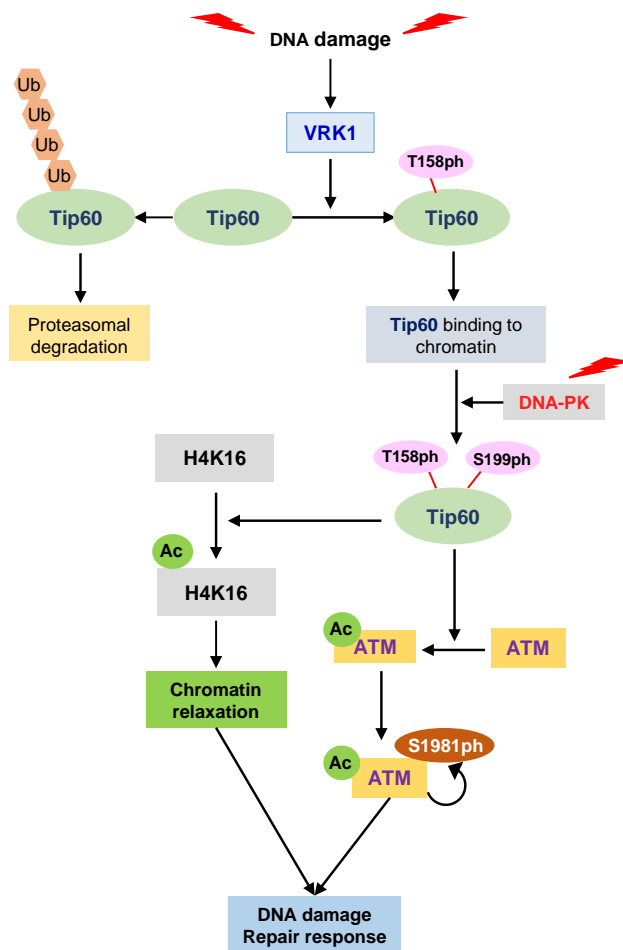 DNA damage
Ub
Ub
Ub
Ub
VRK1
T158ph
Tip60
Tip60
Tip60
Proteasomal
degradation
Tip60 binding to
chromatin
DNA-PK
H4K16
T158ph
S199ph
Tip60
Ac
H4K16
Ac
ATM
ATM
Chromatin
relaxation
S1981ph
Ac
ATM
DNA damage
Repair response